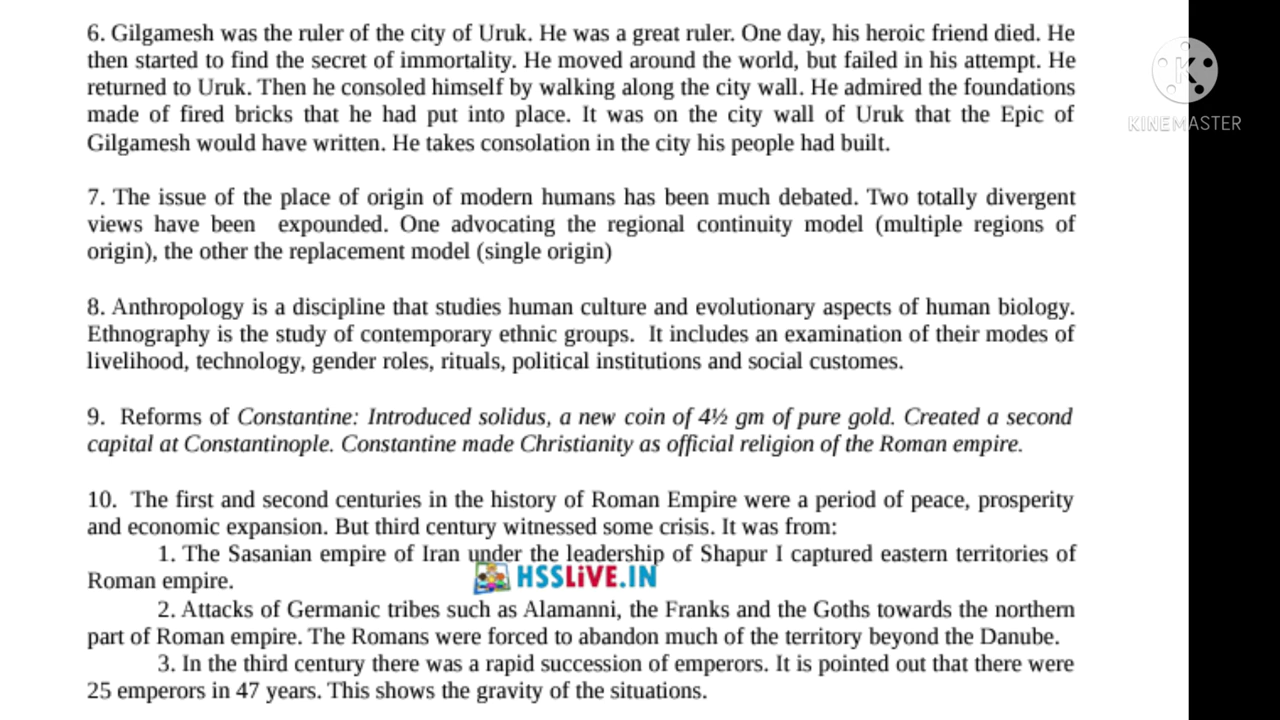 6. Gilgamesh was the ruler of the city of Uruk. He was a great ruler. One day, his heroic friend died. He
then started to find the secret of immortality. He moved around the world, but failed in his attempt. He
returned to Uruk. Then he consoled himself by walking along the city wall. He admired the foundations
made of fired bricks that he had put into place. It was on the city wall of Uruk that the Epic of
Gilgamesh would have written. He takes consolation in the city his people had built.
7. The issue of the place of origin of modern humans has been much debated. Two totally divergent
views have been expounded. One advocating the regional continuity model (multiple regions of
origin), the other the replacement model (single origin)
8. Anthropology is a discipline that studies human culture and evolutionary aspects of human biology.
Ethnography is the study of contemporary ethnic groups. It includes an examination of their modes of
livelihood, technology, gender roles, rituals, political institutions and social customes.
9. Reforms of Constantine: Introduced solidus, a new coin of 4½ gm of pure gold. Created a second
capital at Constantinople. Constantine made Christianity as official religion of the Roman empire.
10. The first and second centuries in the history of Roman Empire were a period of peace, prosperity
and economic expansion. But third century witnessed some crisis. It was from:
1. The Sasanian empire of Iran under the leadership of Shapur I captured eastern territories of
Roman empire.
HSSLiVE.IN
2. Attacks of Germanic tribes such as Alamanni, the Franks and the Goths towards the northern
part of Roman empire. The Romans were forced to abandon much of the territory beyond the Danube.
3. In the third century there was a rapid succession of emperors. It is pointed out that there were
25 emperors in 47 years. This shows the gravity of the situations.
K
KINEMASTER